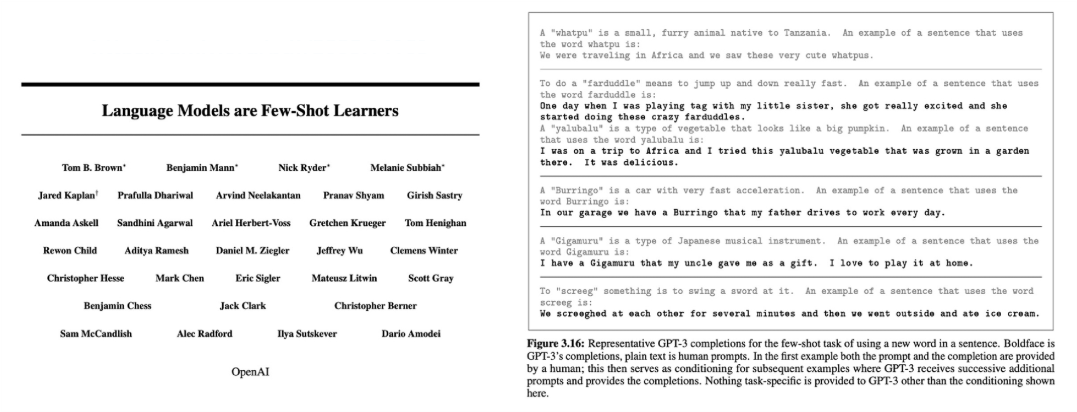 Language Models are Few-Shot Learners
Tom B. Brown* Benjamin Mann* Nick Ryder* Melanie Subbiah*
Jared Kaplan† Prafulla Dhariwal Arvind Neelakantan Pranav Shyam Girish Sastry
Amanda Askell Sandhini Agarwal Ariel Herbert-Voss Gretchen Krueger Tom Henighan
Rewon Child Aditya Ramesh Daniel M. Ziegler Jeffrey Wu Clemens Winter
Christopher Hesse Mark Chen Eric Sigler Mateusz Litwin Scott Gray
Benjamin Chess Jack Clark Christopher Berner
Sam McCandlish Alec Radford Ilya Sutskever Dario Amodei
OpenAI
A "whatpu" is a small, furry animal native to Tanzania. An example of a sentence that uses
the word whatpu is:
We were traveling in Africa and we saw these very cute whatpus.
To do a "farduddle" means to jump up and down really fast. An example of a sentence that uses
the word farduddle is:
One day when I was playing tag with my little sister, she got really excited and she
started doing these crazy farduddles.
A "yalubalu" is a type of vegetable that looks like a big pumpkin. An example of a sentence
that uses the word yalubalu is:
I was on a trip to Africa and I tried this yalubalu vegetable that was grown in a garden
there. It was delicious.
A "Burringo" is a car with very fast acceleration. An example of a sentence that uses the
word Burringo is:
In our garage we have a Burringo that my father drives to work every day.
A "Gigamuru" is a type of Japanese musical instrument. An example of a sentence that uses the
word Gigamuru is:
I have a Gigamuru that my uncle gave me as a gift. I love to play it at home.
To "screeg" something is to swing a sword at it. An example of a sentence that uses the word
screeg is:
We screeghed at each other for several minutes and then we went outside and ate ice cream.
Figure 3.16: Representative GPT-3 completions for the few-shot task of using a new word in a sentence. Boldface is
GPT-3's completions, plain text is human prompts. In the first example both the prompt and the completion are provided
by a human; this then serves as conditioning for subsequent examples where GPT-3 receives successive additional
prompts and provides the completions. Nothing task-specific is provided to GPT-3 other than the conditioning shown
here.